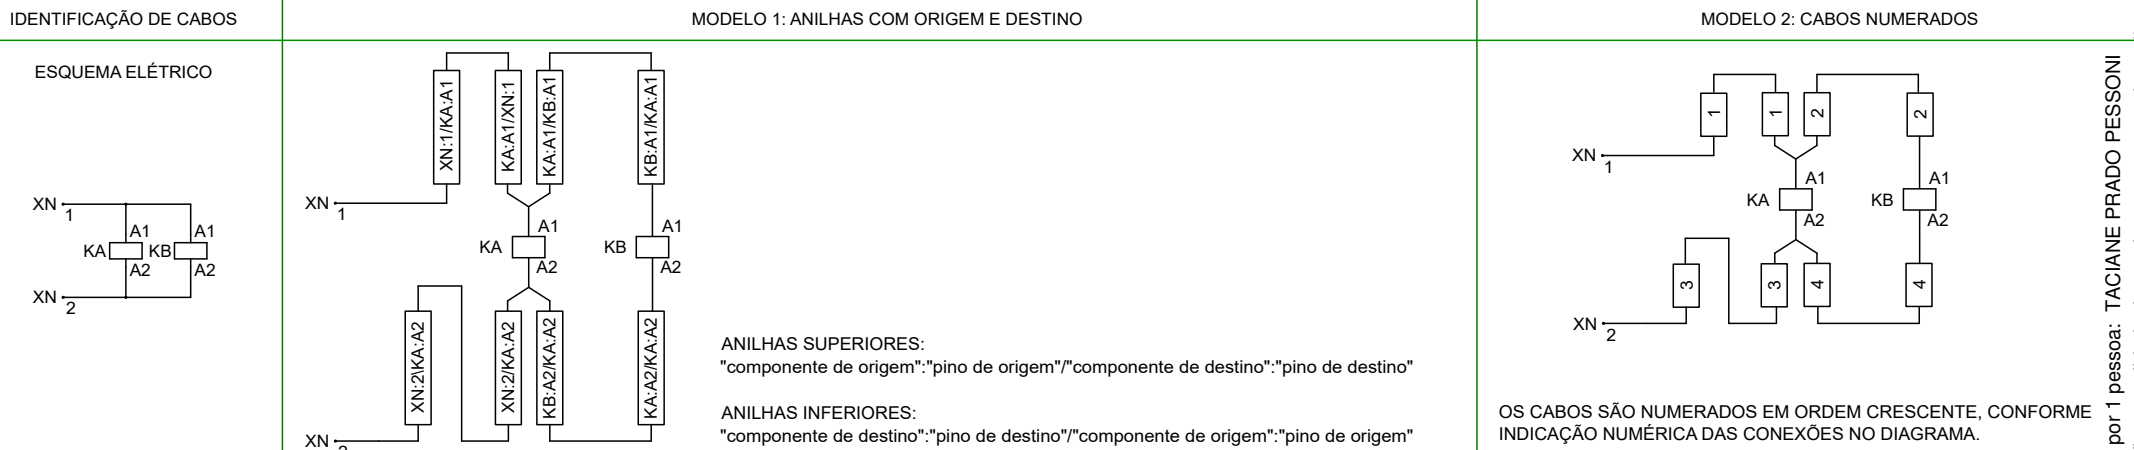 IDENTIFICAÇÃO DE CABOS
MODELO 1: ANILHAS COM ORIGEM E DESTINO
MODELO 2: CABOS NUMERADOS
ESQUEMA ELÉTRICO
XN
1
A1
A1
KA
KB
A2
A2
XN
2
XN:1/KA:A1
KA:A1/XN:1
KA:A1/KB:A1
KB:A1/KA:A1
XN
1
A1
A1
KA
KB
A2
A2
XN:2\KA:A2
XN:2/KA:A2
KB:A2/KA:A2
KA:A2/KA:A2
XN
ANILHAS SUPERIORES:
"componente de origem":"pino de origem"/"componente de destino":"pino de destino"
ANILHAS INFERIORES:
"componente de destino":"pino de destino"/"componente de origem":"pino de origem"
1
1
2
2
XN
1
A1
A1
KA
KB
A2
A2
3
3
4
4
XN
2
OS CABOS SÃO NUMERADOS EM ORDEM CRESCENTE, CONFORME
INDICAÇÃO NUMÉRICA DAS CONEXÕES NO DIAGRAMA.
por 1 pessoa: TACIANE PRADO PESSONI